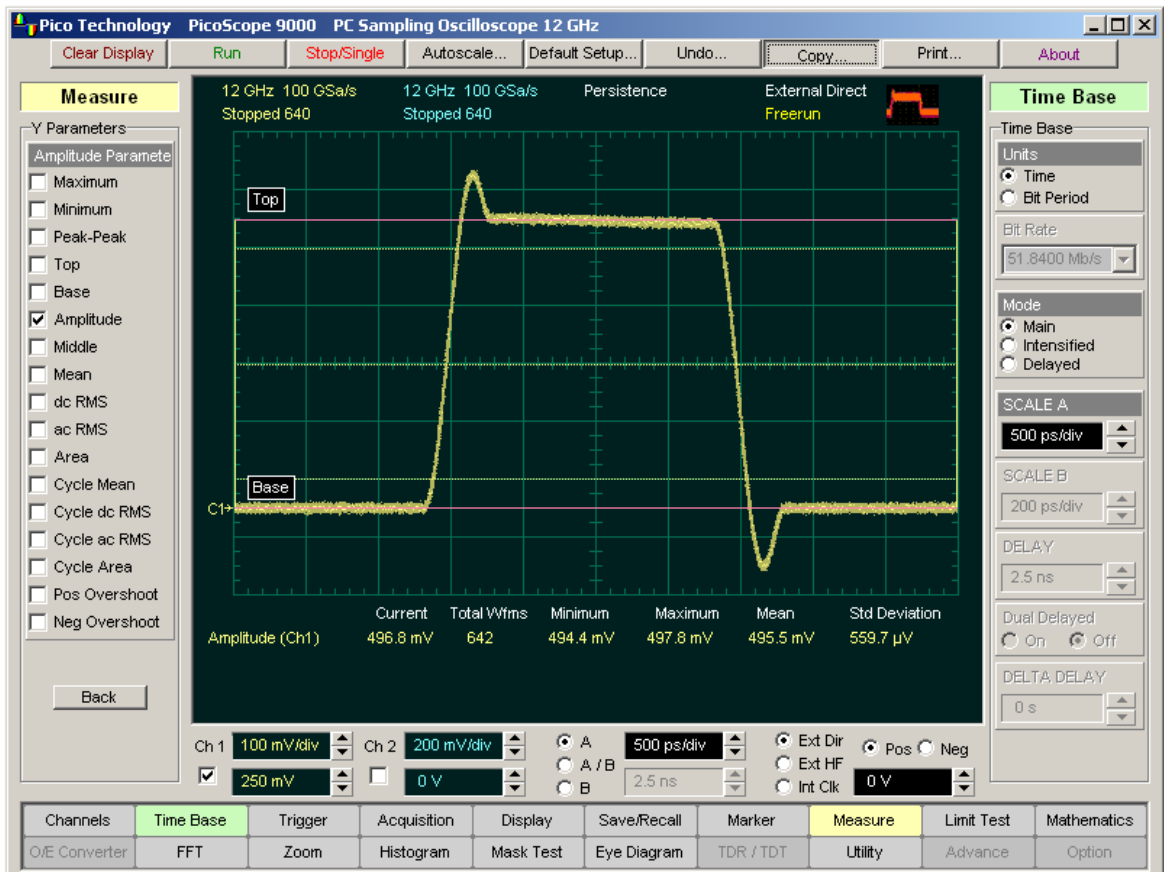 Pico Technology PicoScope 9000 PC Sampling Oscilloscope 12 GHz
Clear Display Run Stop/Single Autoscale... Default Setup... Undo... Copy... Print... About
Measure
Y Parameters
Amplitude Paramete
Maximum
Minimum
Peak-Peak
Top
Base
Amplitude
Middle
Mean
dc RMS
ac RMS
Area
Cycle Mean
Cycle dc RMS
Cycle ac RMS
Cycle Area
Pos Overshoot
Neg Overshoot
Back
12 GHz 100 GSa/s 12 GHz 100 GSa/s Persistence External Direct
Stopped 640 Stopped 640 Freerun
Top
Base
C1
Current Total Wfms Minimum Maximum Mean Std Deviation
Amplitude (Ch1) 496.8 mV 642 494.4 mV 497.8 mV 495.5 mV 559.7 µV
Time Base
Time Base
Units
Time
Bit Period
Bit Rate
51.8400 Mb/s
Mode
Main
Intensified
Delayed
SCALE A
500 ps/div
SCALE B
200 ps/div
DELAY
2.5 ns
Dual Delayed
On Off
DELTA DELAY
0 s
Ch 1 100 mV/div Ch 2 200 mV/div A 500 ps/div Ext Dir Pos Neg
A / B Ext HF
250 mV 0 V B 2.5 ns Int Clk 0 V
Channels Time Base Trigger Acquisition Display Save/Recall Marker Measure Limit Test Mathematics
O/E Converter FFT Zoom Histogram Mask Test Eye Diagram TDR / TDT Utility Advance Option